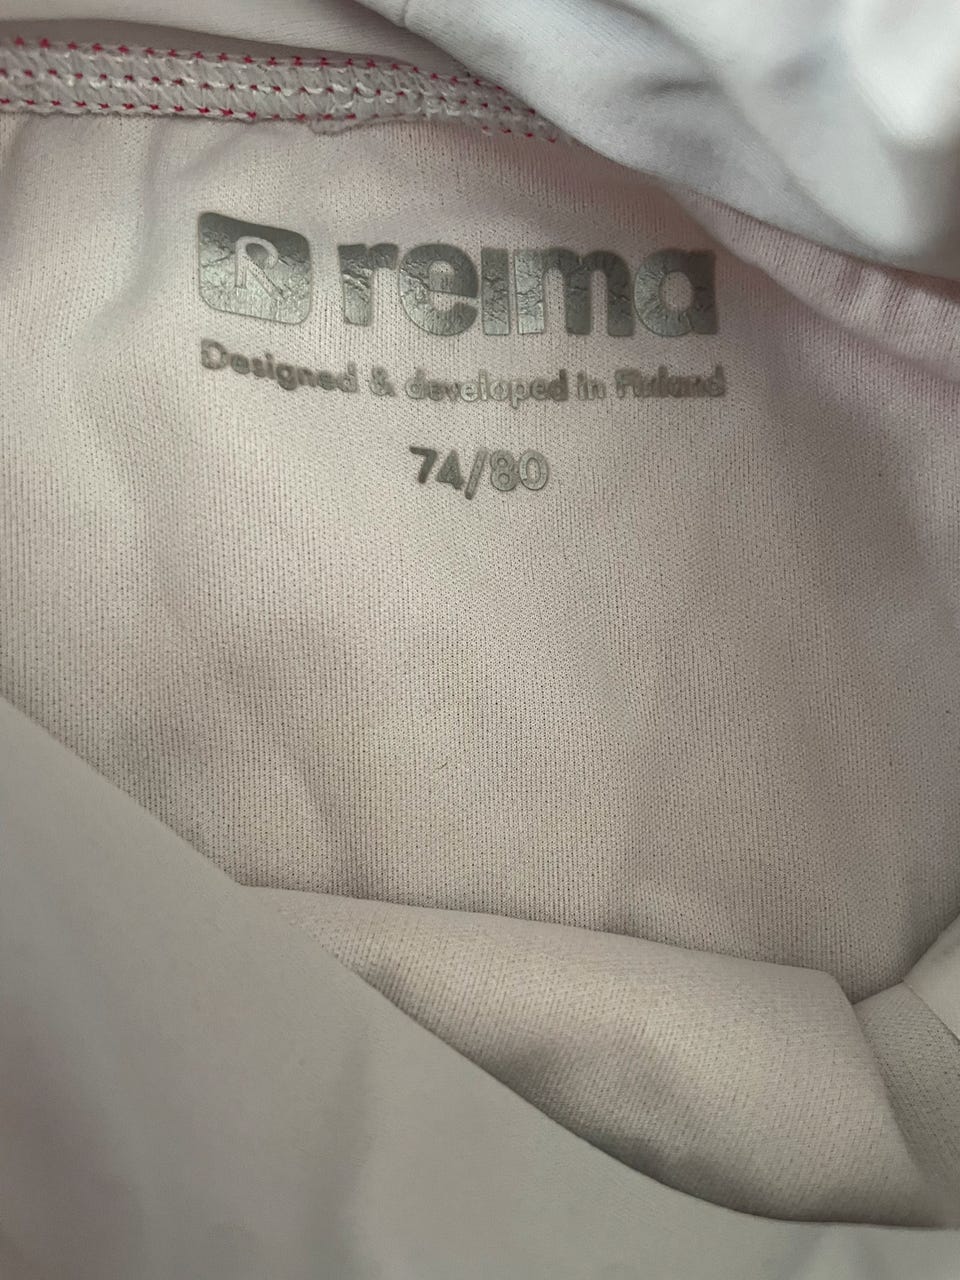 R reima
Designed & developed in Finland
74/80